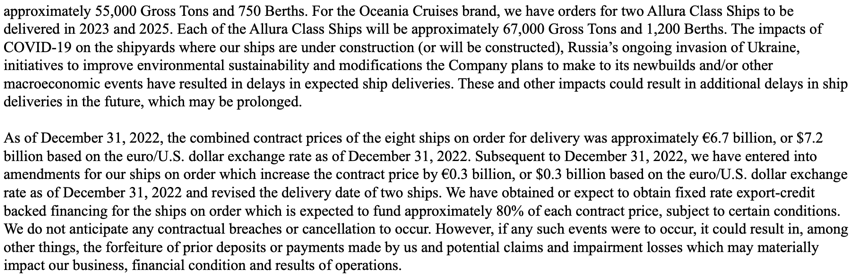 approximately 55,000 Gross Tons and 750 Berths. For the Oceania Cruises brand, we have orders for two Allura Class Ships to be
delivered in 2023 and 2025. Each of the Allura Class Ships will be approximately 67,000 Gross Tons and 1,200 Berths. The impacts of
COVID-19 on the shipyards where our ships are under construction (or will be constructed), Russia’s ongoing invasion of Ukraine,
initiatives to improve environmental sustainability and modifications the Company plans to make to its newbuilds and/or other
macroeconomic events have resulted in delays in expected ship deliveries. These and other impacts could result in additional delays in ship
deliveries in the future, which may be prolonged.
As of December 31, 2022, the combined contract prices of the eight ships on order for delivery was approximately €6.7 billion, or $7.2
billion based on the euro/U.S. dollar exchange rate as of December 31, 2022. Subsequent to December 31, 2022, we have entered into
amendments for our ships on order which increase the contract price by €0.3 billion, or $0.3 billion based on the euro/U.S. dollar exchange
rate as of December 31, 2022 and revised the delivery date of two ships. We have obtained or expect to obtain fixed rate export-credit
backed financing for the ships on order which is expected to fund approximately 80% of each contract price, subject to certain conditions.
We do not anticipate any contractual breaches or cancellation to occur. However, if any such events were to occur, it could result in, among
other things, the forfeiture of prior deposits or payments made by us and potential claims and impairment losses which may materially
impact our business, financial condition and results of operations.